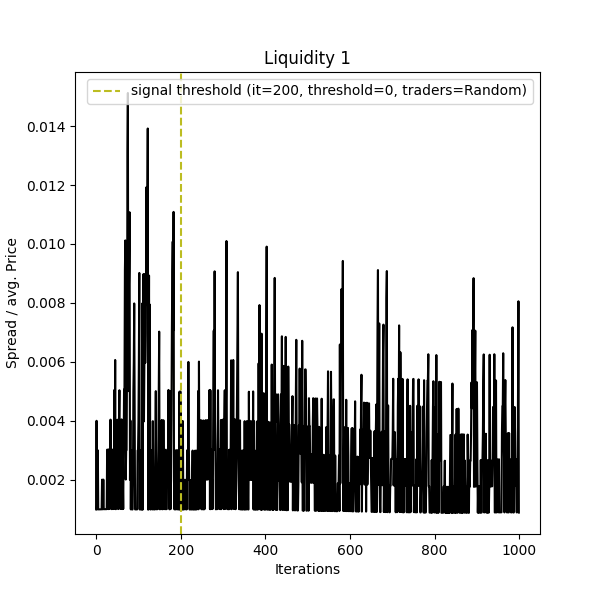 Liquidity 1
signal threshold (it=200, threshold=0, traders=Random)
Spread / avg. Price
0.014
0.012
0.010
0.008
0.006
0.004
0.002
0 200 400 600 800 1000
Iterations